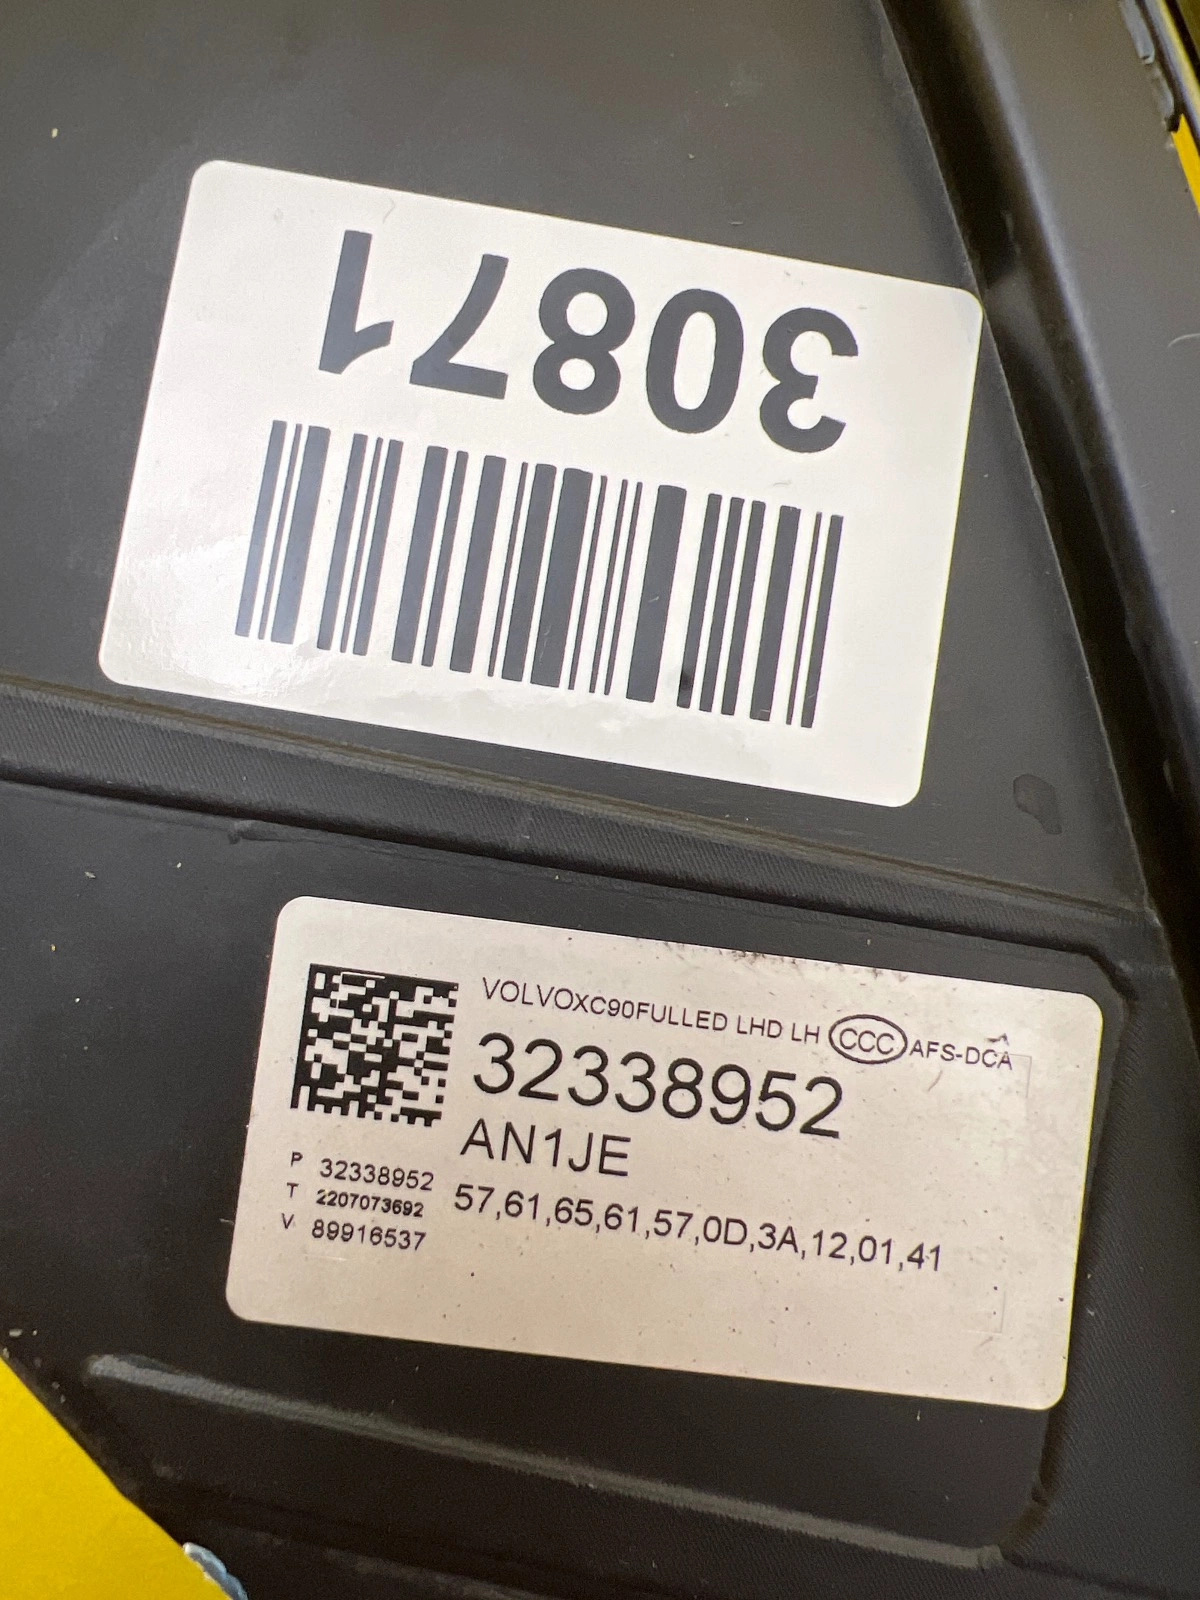 30871
VOLVOXC90FULLED LHD LH CCC AFS-DCA
32338952
AN1JE
P 32338952
T 2207073692
V 89916537
57,61,65,61,57,0D,3A,12,01,41